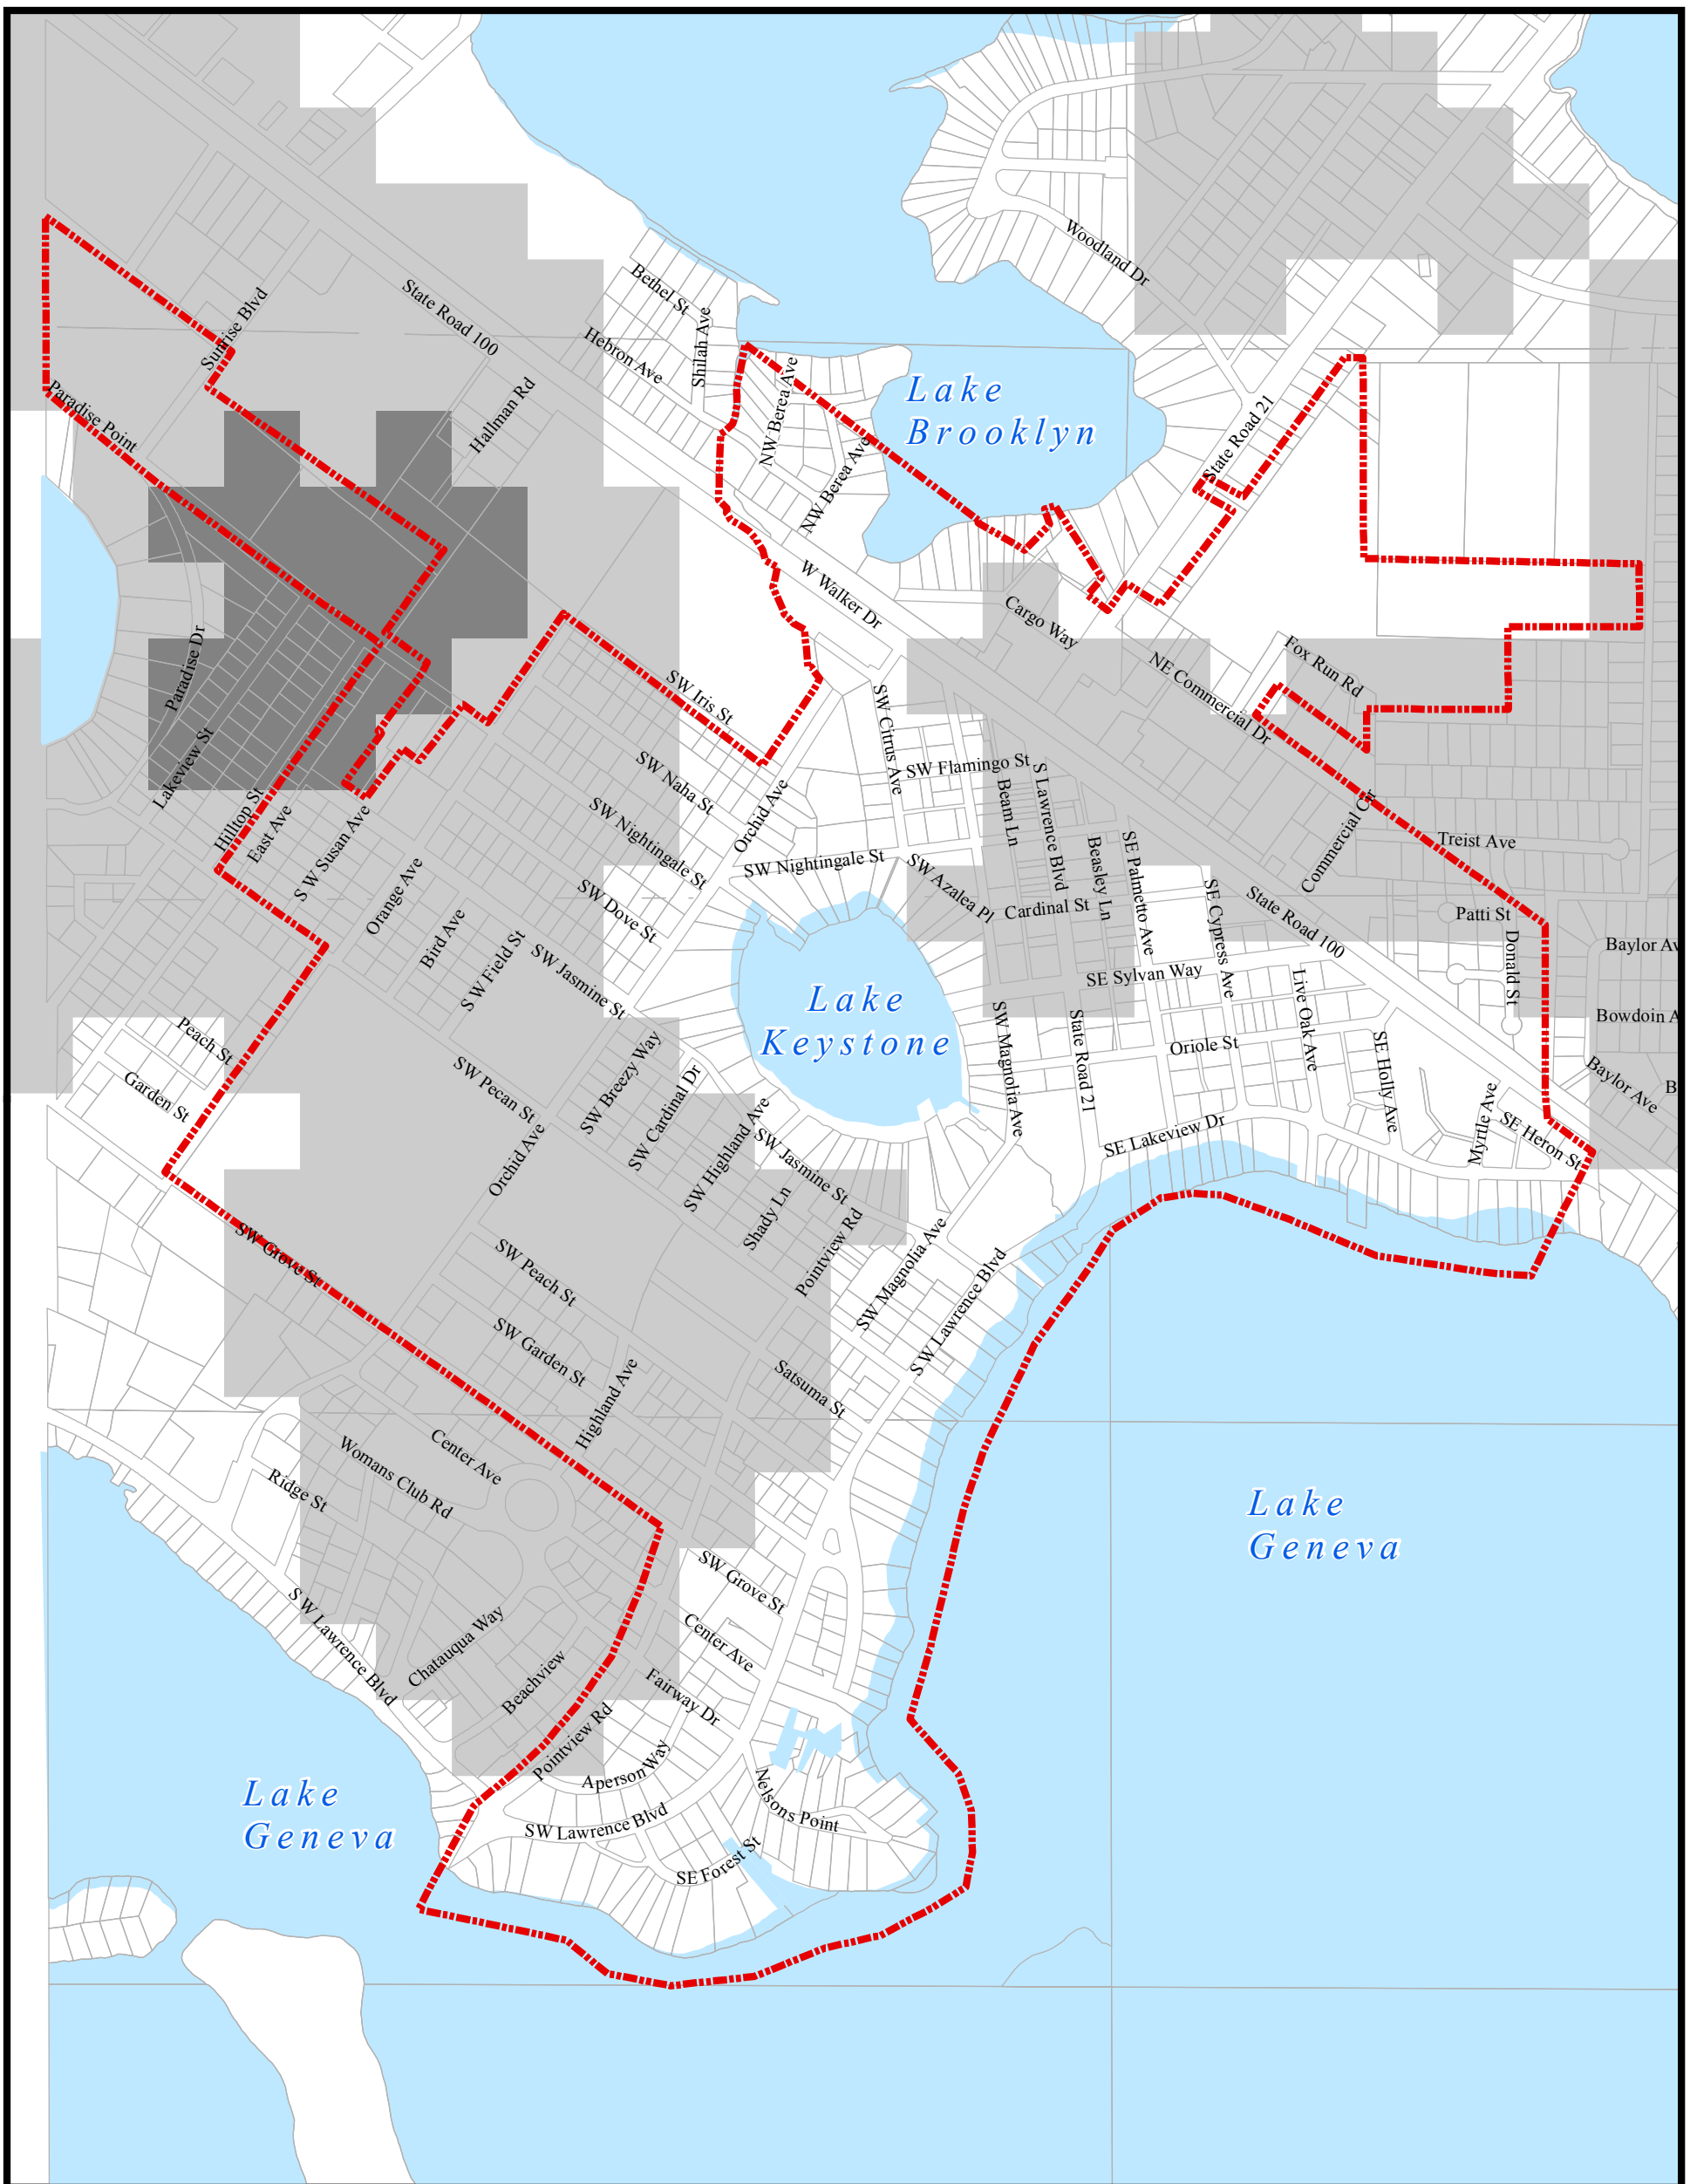 Woodland Dr
Bethel St
Sunrise Blvd
State Road 100
Shilah Ave
Hebron Ave
NW Berea Ave
Lake
Brooklyn
Paradise Point
Hallman Rd
State Road 21
NW Berea Ave
W Walker Dr
Cargo Way
Paradise Dr
Fox Run Rd
NE Commercial Dr
SW Iris St
SW Citrus Ave
Lakeview St
SW Naha St
SW Flamingo St
Beam Ln
S Lawrence Blvd
Hilltop St
East Ave
S W Susan Ave
SW Nightingale St
Orchid Ave
Commercial Cir
Treist Ave
Beasley Ln
SE Palmetto Ave
SW Nightingale St
SW Azalea Pl
Orange Ave
SW Dove St
Cardinal St
SE Cypress Ave
State Road 100
Patti St
Bird Ave
S W Field St
SW Jasmine St
Donald St
Baylor Av
SE Sylvan Way
Live Oak Ave
Lake
Keystone
SW Magnolia Ave
State Road 21
Bowdoin A
Peach St
Oriole St
SE Holly Ave
Garden St
SW Pecan St
SW Breezy Way
SW Cardinal Dr
SW Highland Ave
Baylor Ave
B
Myrtle Ave
SE Heron St
SE Lakeview Dr
Orchid Ave
SW Jasmine St
Shady Ln
Pointview Rd
SW Magnolia Ave
SW Grove St
SW Peach St
S W Lawrence Blvd
SW Garden St
Highland Ave
Satsuma St
Center Ave
Womans Club Rd
Ridge St
Lake
Geneva
SW Grove St
S W Lawrence Blvd
Chatauqua Way
Center Ave
Beachview
Fairway Dr
Pointview Rd
Aperson Way
Lake
Geneva
Nelsons Point
SW Lawrence Blvd
SE Forest St